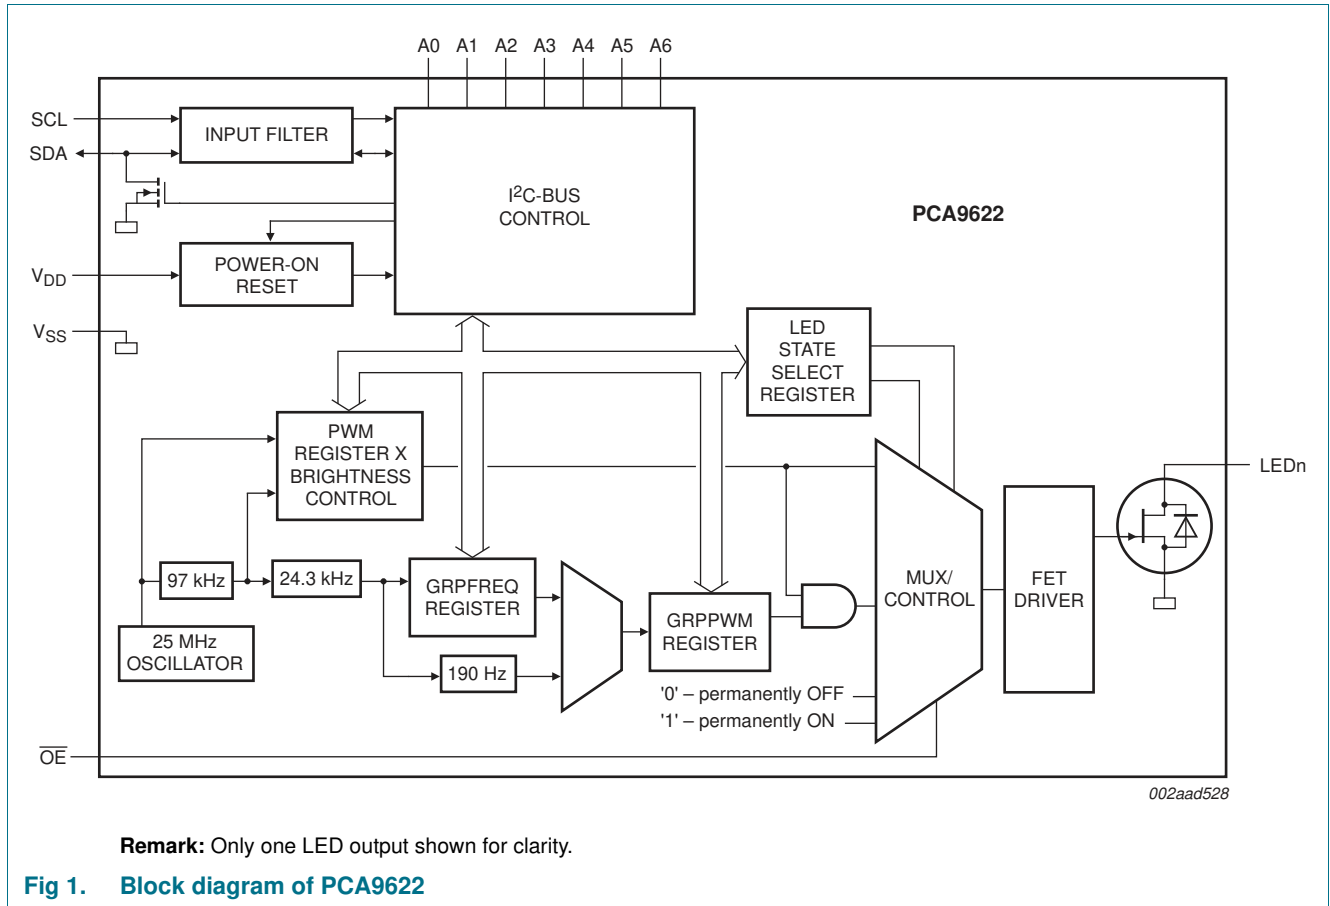 A0 A1 A2 A3 A4 A5 A6
SCL
SDA
INPUT FILTER
I2C-BUS
CONTROL
PCA9622
VDD
POWER-ON
RESET
VSS
LED
STATE
SELECT
REGISTER
PWM
REGISTER X
BRIGHTNESS
CONTROL
LEDn
97 kHz
24.3 kHz
GRPFREQ
REGISTER
MUX/
CONTROL
FET
DRIVER
GRPPWM
REGISTER
25 MHz
OSCILLATOR
190 Hz
'0' – permanently OFF
'1' – permanently ON
OE
002aad528
Remark: Only one LED output shown for clarity.
Fig 1. Block diagram of PCA9622